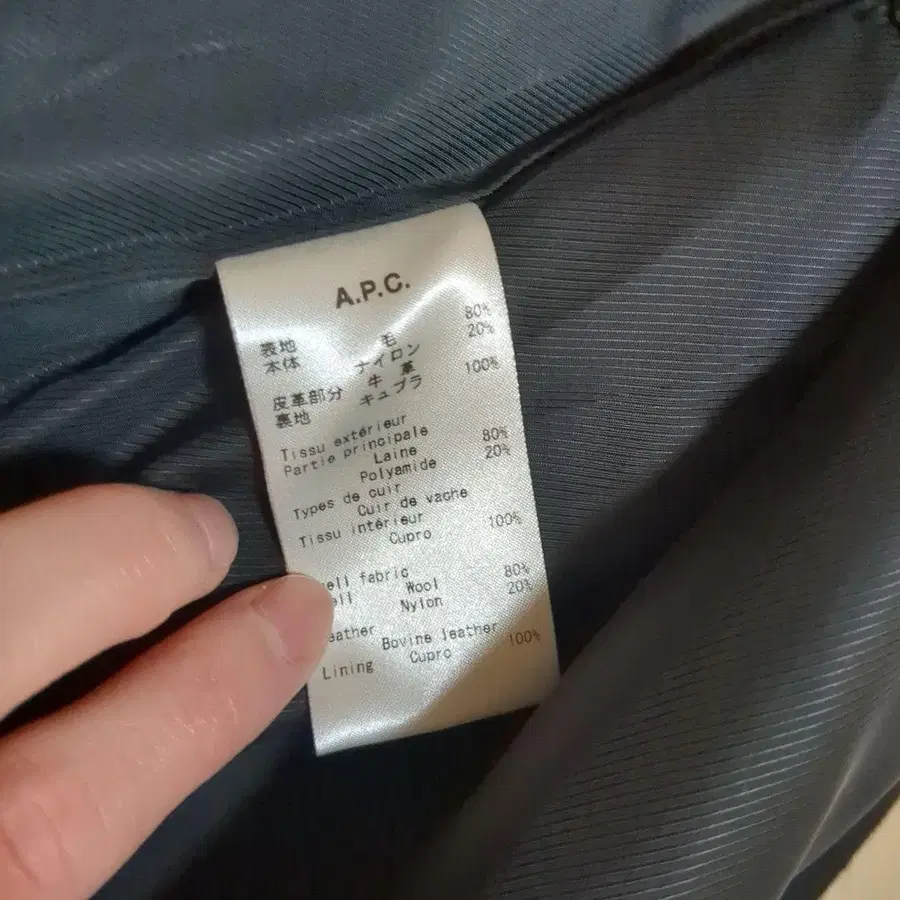 A.P.C.
表地
本体 毛 80%
ナイロン 20%
皮革部分 牛 革
裏地 キュプラ 100%
Tissu extérieur
Partie principale
Laine 80%
Polyamide 20%
Types de cuir
Cuir de vache
Tissu intérieur
Cupro 100%
fabric
Wool 80%
Nylon 20%
Bovine leather
Lining Cupro 100%